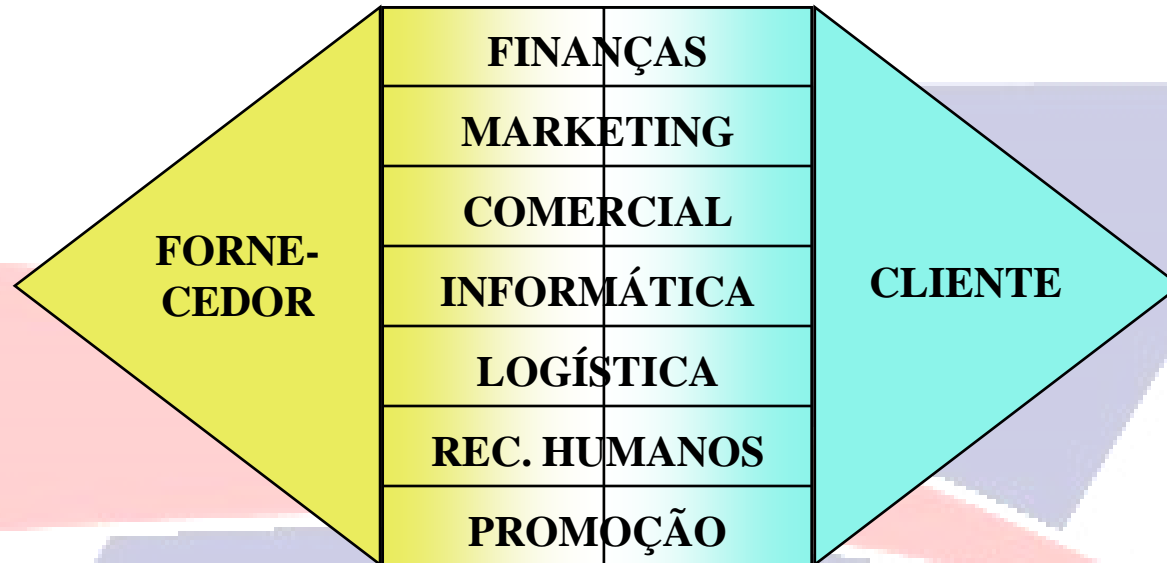 FORNE-
CEDOR
FINANÇAS
MARKETING
COMERCIAL
INFORMÁTICA
LOGÍSTICA
REC. HUMANOS
PROMOÇÃO
CLIENTE